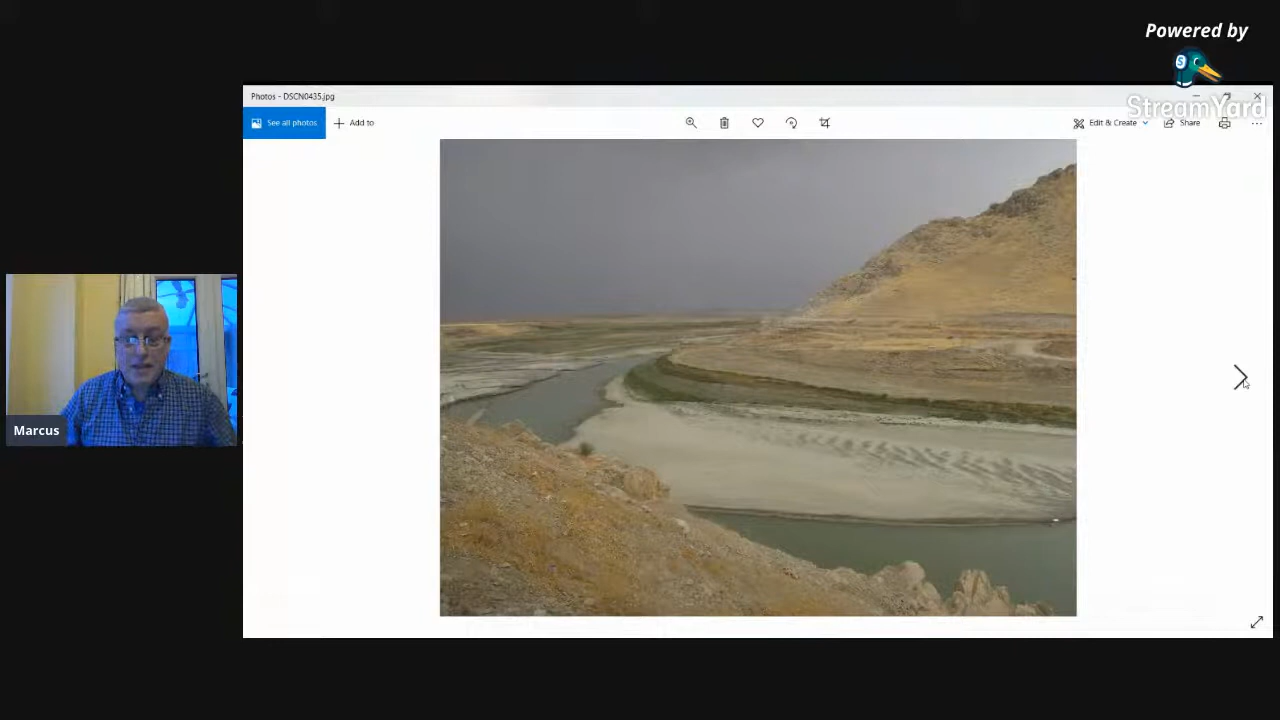 Powered by
S
StreamYard
Photos - DSCN0435.jpg
See all photos
Add to
Edit & Create
Share
Marcus